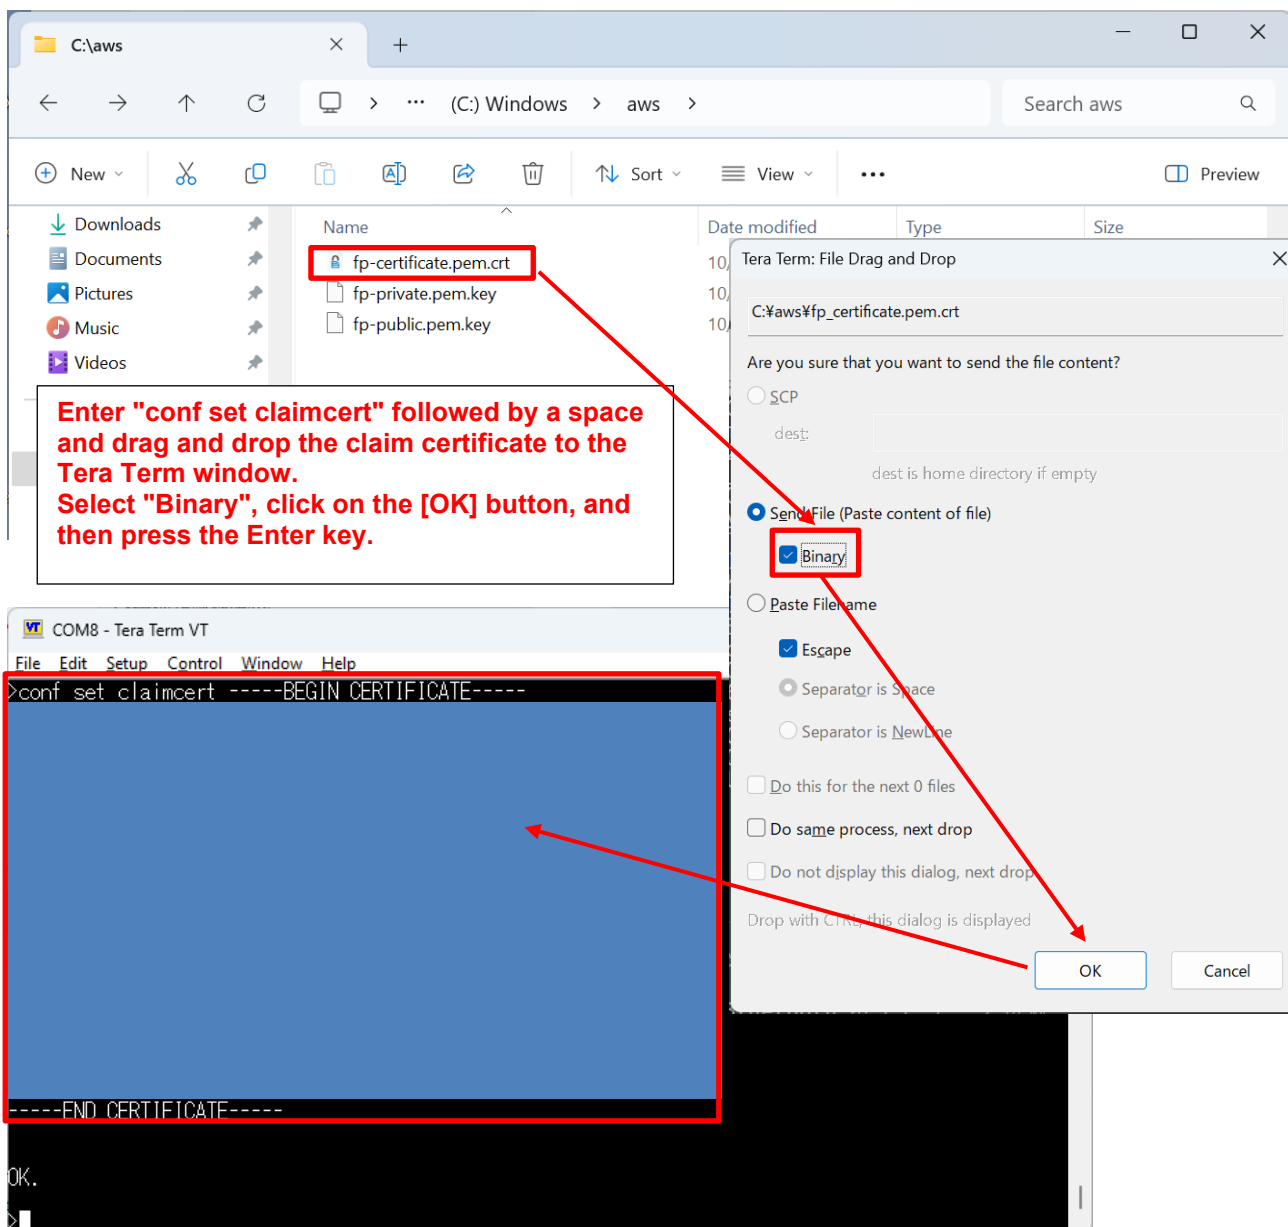 C:\aws
(C:) Windows > aws >
Search aws
New
Sort
View
Preview
Downloads
Documents
Pictures
Music
Videos
Name
Date modified
Type
Size
fp-certificate.pem.crt
10/
fp-private.pem.key
10/
fp-public.pem.key
10/
Enter "conf set claimcert" followed by a space
and drag and drop the claim certificate to the
Tera Term window.
Select "Binary", click on the [OK] button, and
then press the Enter key.
Tera Term: File Drag and Drop
C:¥aws¥fp_certificate.pem.crt
Are you sure that you want to send the file content?
SCP
dest:
dest is home directory if empty
Send File (Paste content of file)
Binary
Paste Filename
Escape
Separator is Space
Separator is NewLine
Do this for the next 0 files
Do same process, next drop
Do not display this dialog, next drop
Drop with CTRL, this dialog is displayed
OK
Cancel
COM8 - Tera Term VT
File Edit Setup Control Window Help
>conf set claimcert -----BEGIN CERTIFICATE-----
-----END CERTIFICATE-----
OK.
>